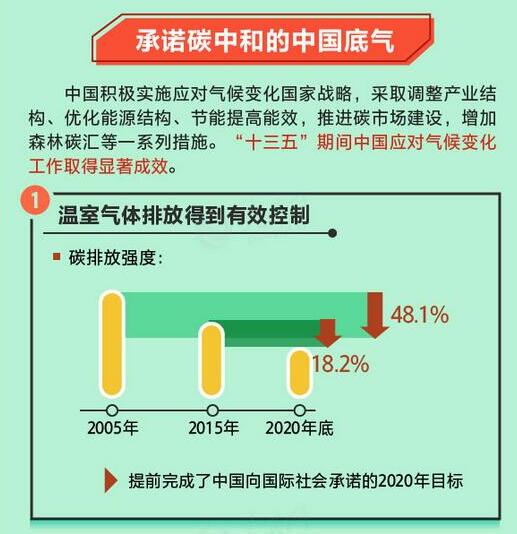 承诺碳中和的中国底气
中国积极实施应对气候变化国家战略，采取调整产业结
构、优化能源结构、节能提高能效，推进碳市场建设，增加
森林碳汇等一系列措施。“十三五”期间中国应对气候变化
工作取得显著成效。
1
温室气体排放得到有效控制
碳排放强度：
48.1%
18.2%
2005年
2015年
2020年底
提前完成了中国向国际社会承诺的2020年目标